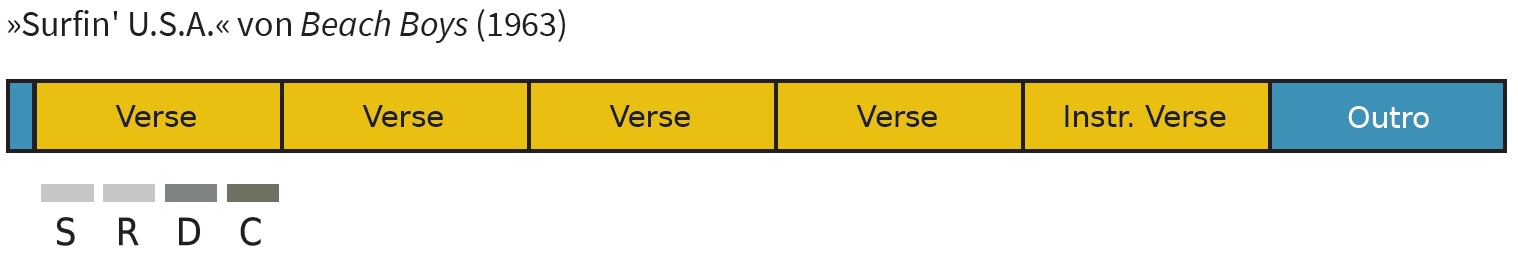 »Surfin' U.S.A.« von Beach Boys (1963)
Verse Verse Verse Verse Instr. Verse Outro
S R D C